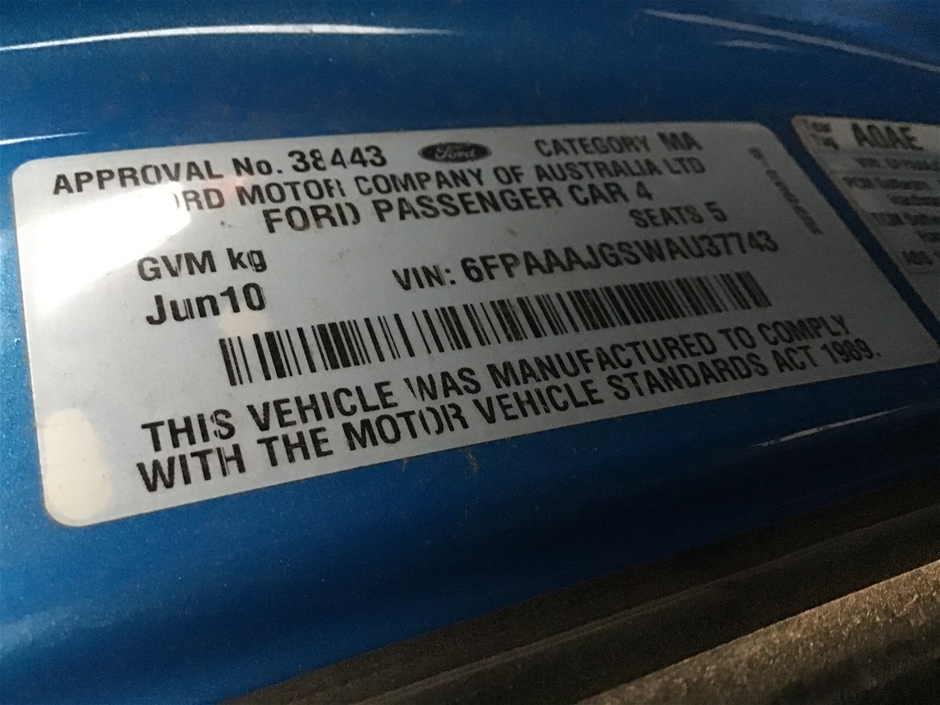 APPROVAL No. 38443 Ford CATEGORY MA
FORD MOTOR COMPANY OF AUSTRALIA LTD
FORD PASSENGER CAR 4
SEATS 5
GVM kg
VIN: 6FPAAAJGSWAU37743
Jun10
THIS VEHICLE WAS MANUFACTURED TO COMPLY
WITH THE MOTOR VEHICLE STANDARDS ACT 1989.
AQAE